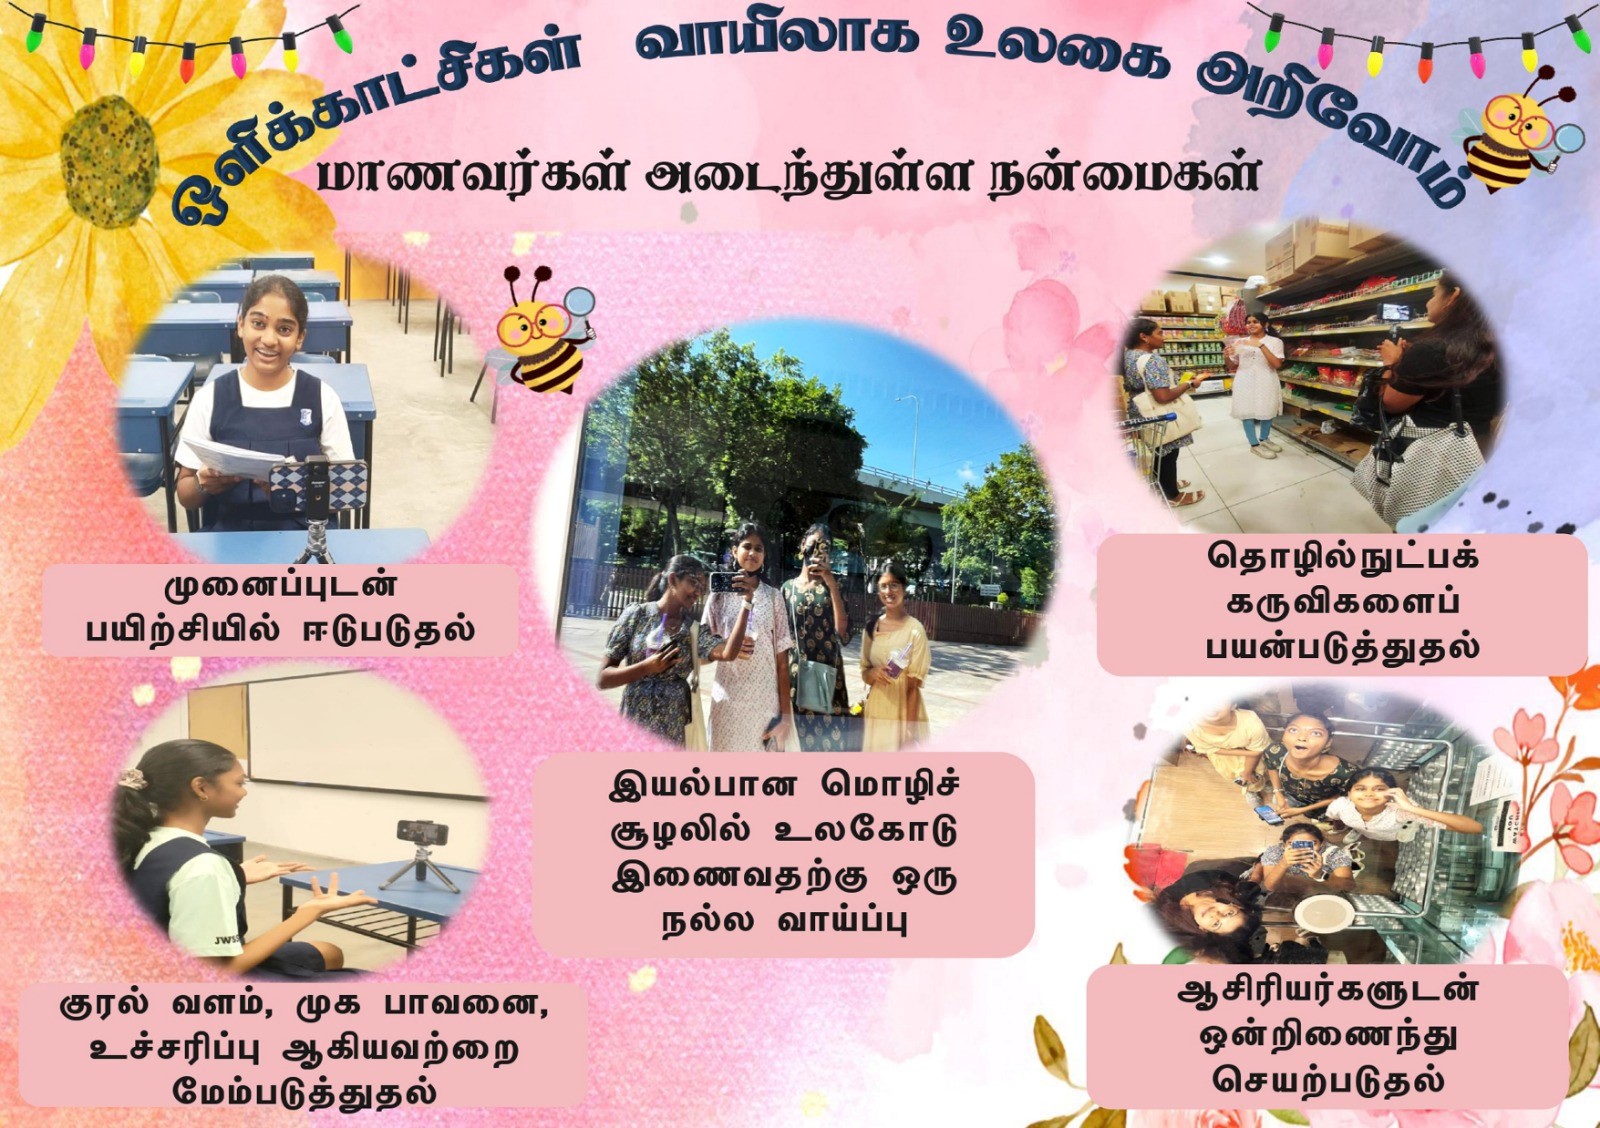 ஒளிக்காட்சிகள் வாயிலாக உலகை அறிவோம்
மாணவர்கள் அடைந்துள்ள நன்மைகள்
முனைப்புடன்
பயிற்சியில் ஈடுபடுதல்
தொழில்நுட்பக்
கருவிகளைப்
பயன்படுத்துதல்
இயல்பான மொழிச்
சூழலில் உலகோடு
இணைவதற்கு ஒரு
நல்ல வாய்ப்பு
JWSS
குரல் வளம், முக பாவனை,
உச்சரிப்பு ஆகியவற்றை
மேம்படுத்துதல்
ஆசிரியர்களுடன்
ஒன்றிணைந்து
செயற்படுதல்